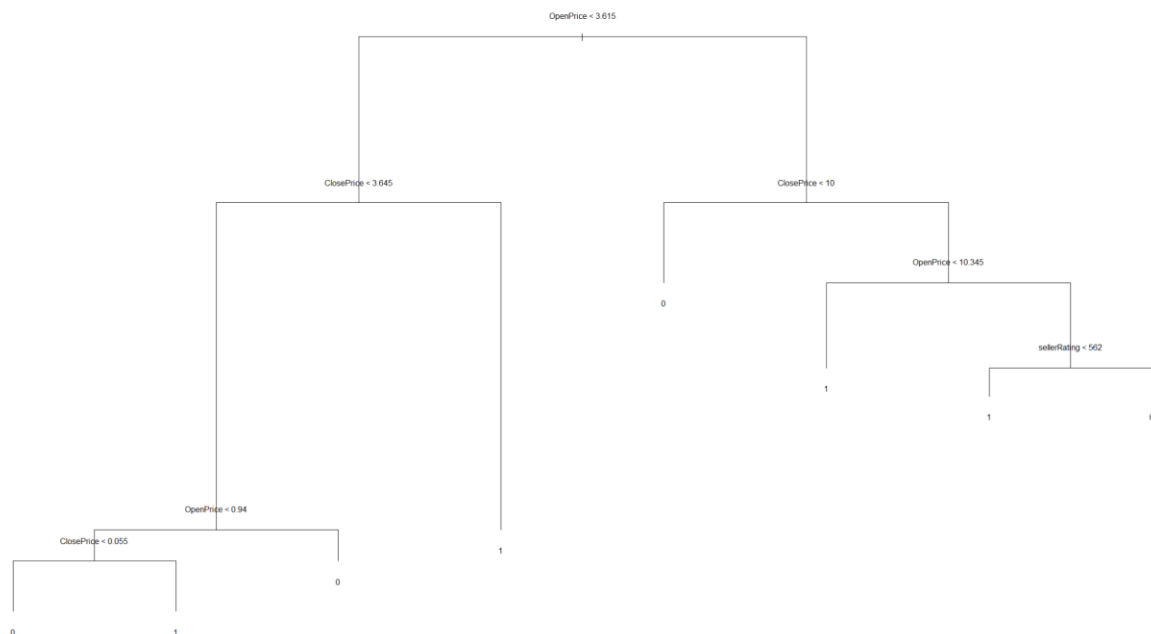 OpenPrice < 3.615
ClosePrice < 3.645
ClosePrice < 10
OpenPrice < 10.345
0
sellerRating < 562
1
1
OpenPrice < 0.94
ClosePrice < 0.055
1
0
0
1